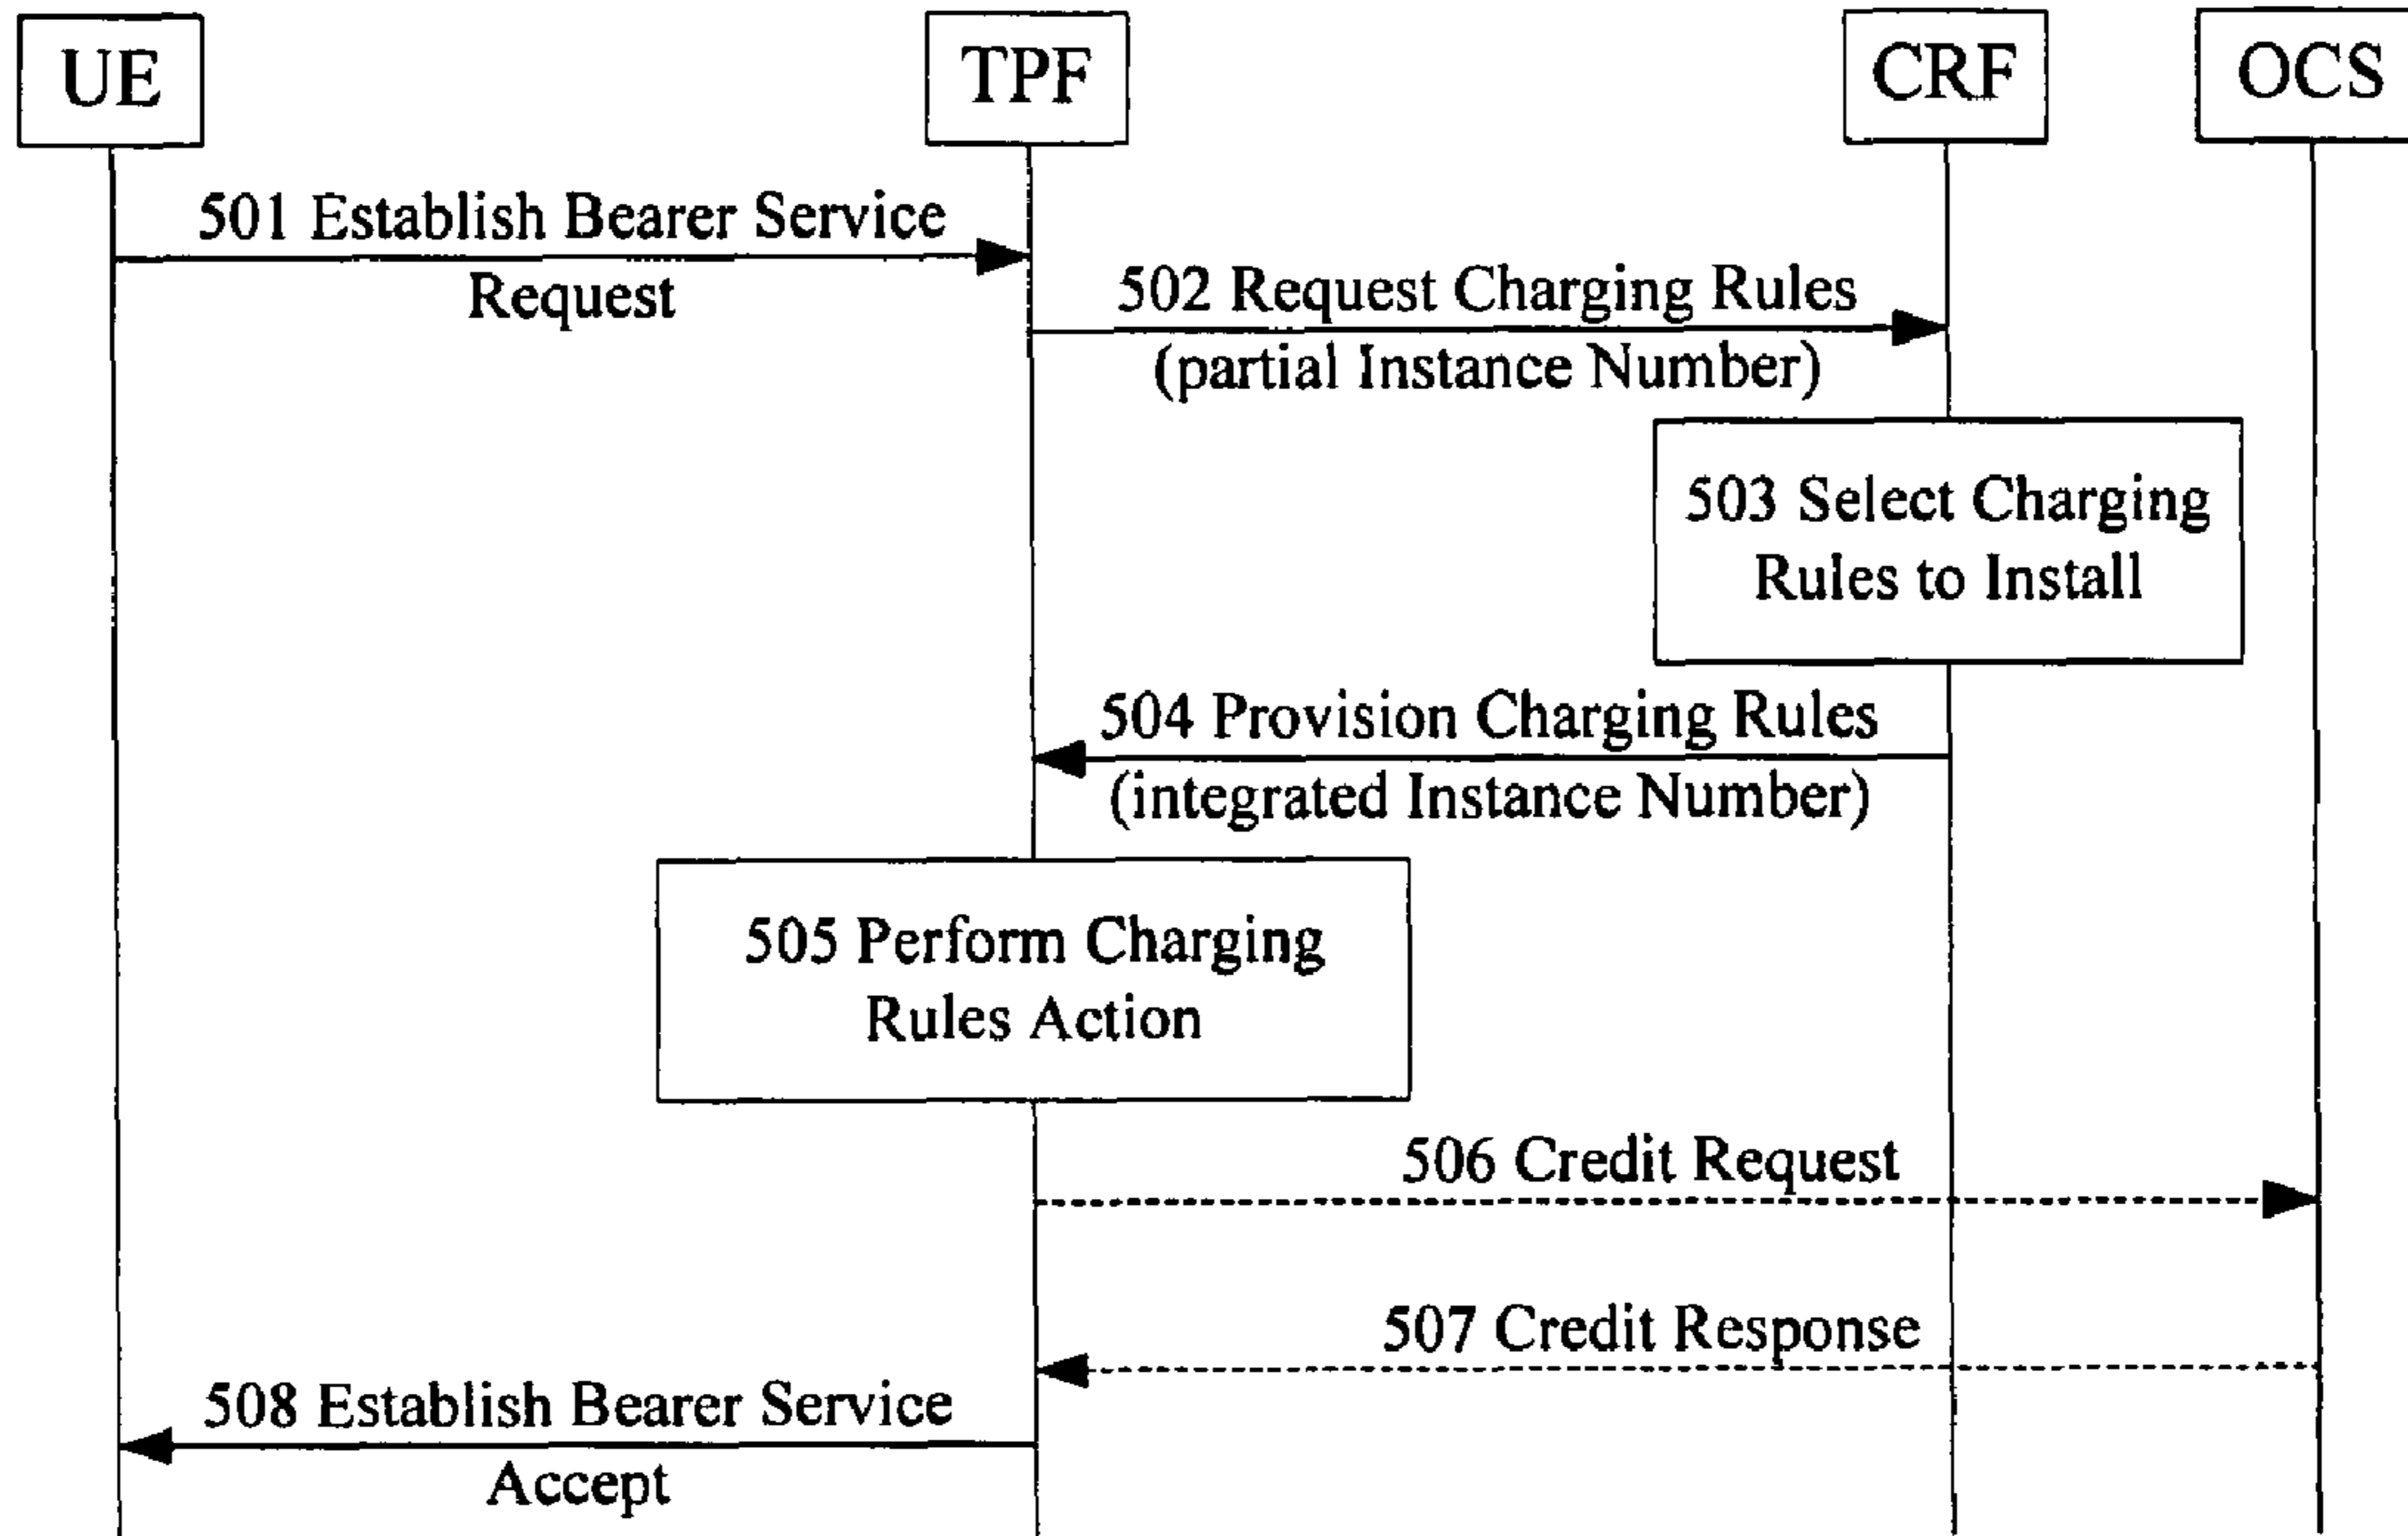 UE
TPF
CRF
OCS
501 Establish Bearer Service
Request
502 Request Charging Rules
(partial Instance Number)
503 Select Charging
Rules to Install
504 Provision Charging Rules
(integrated Instance Number)
505 Perform Charging
Rules Action
506 Credit Request
507 Credit Response
508 Establish Bearer Service
Accept